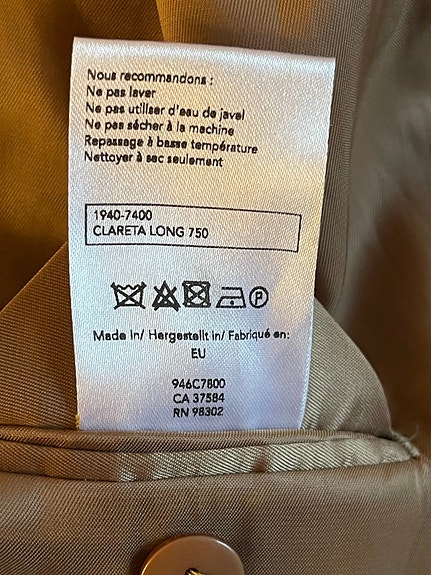 Nous recommandons :
Ne pas laver
Ne pas utiliser d'eau de javel
Ne pas sécher à la machine
Repassage à basse température
Nettoyer à sec seulement
1940-7400
CLARETA LONG 750
P
Made in/ Hergestellt in/ Fabriqué en:
EU
946C7800
CA 37584
RN 98302